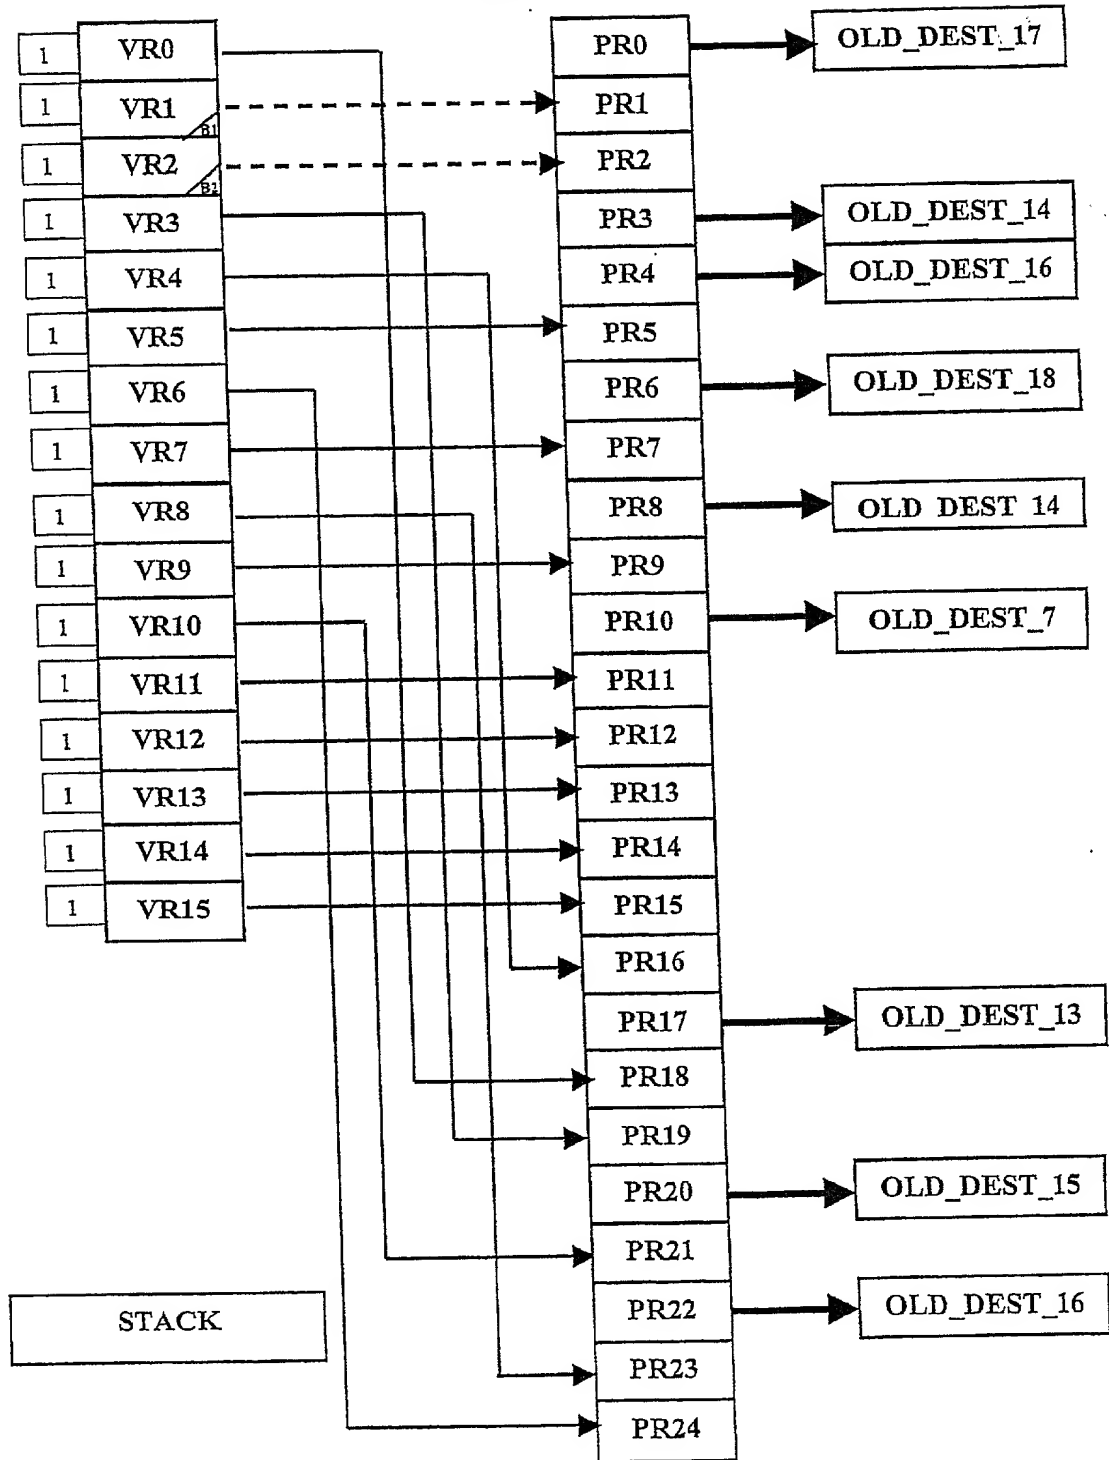 1 VR0
1 VR1
B1
1 VR2
B2
1 VR3
1 VR4
1 VR5
1 VR6
1 VR7
1 VR8
1 VR9
1 VR10
1 VR11
1 VR12
1 VR13
1 VR14
1 VR15
STACK
PR0
PR1
PR2
PR3
PR4
PR5
PR6
PR7
PR8
PR9
PR10
PR11
PR12
PR13
PR14
PR15
PR16
PR17
PR18
PR19
PR20
PR21
PR22
PR23
PR24
OLD_DEST_17
OLD_DEST_14
OLD_DEST_16
OLD_DEST_18
OLD DEST 14
OLD_DEST_7
OLD_DEST_13
OLD_DEST_15
OLD_DEST_16